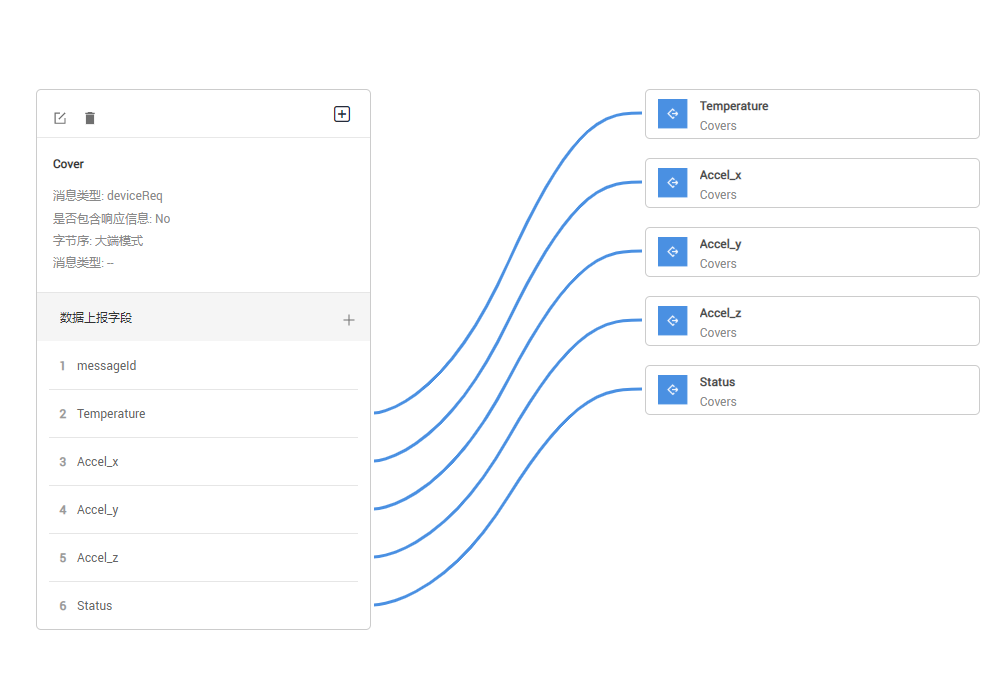 Cover
消息类型: deviceReq
是否包含响应信息: No
字节序: 大端模式
消息类型: --
数据上报字段
1 messageId
2 Temperature
3 Accel_x
4 Accel_y
5 Accel_z
6 Status
Temperature
Covers
Accel_x
Covers
Accel_y
Covers
Accel_z
Covers
Status
Covers